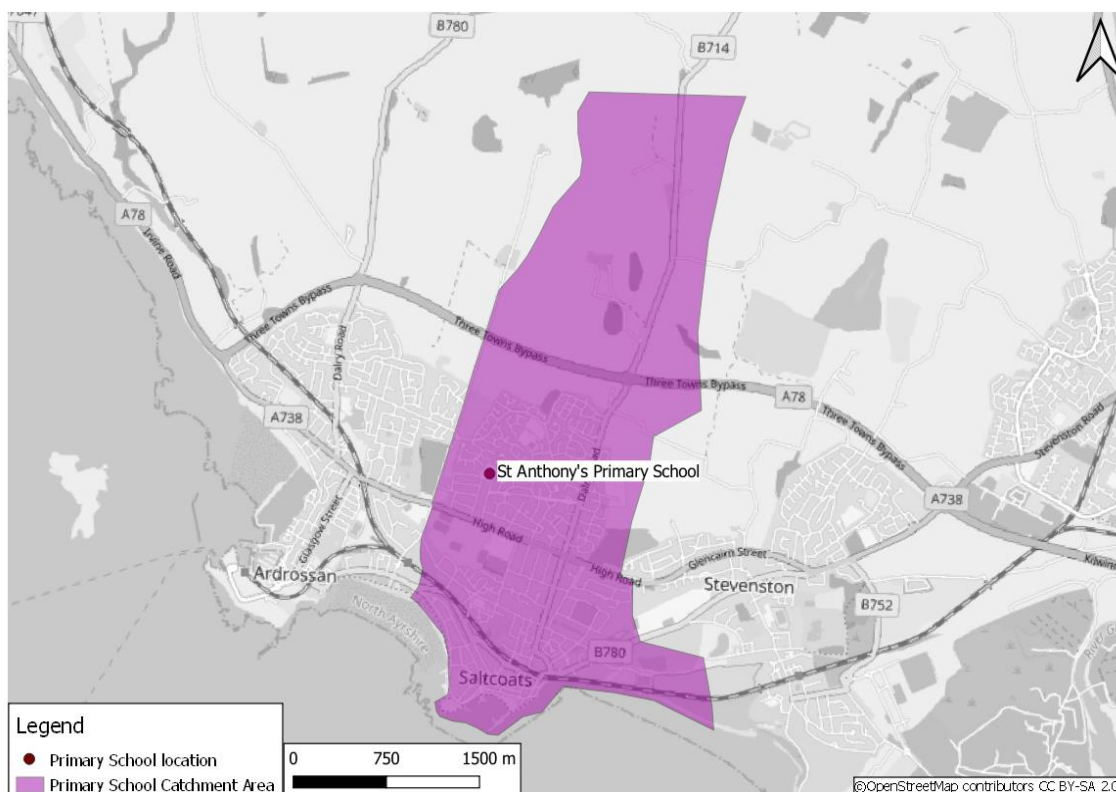 B780
B714
A78
Irvine Road
Three Towns Bypass
Dalry Road
Three Towns Bypass
Three Towns Bypass
A78
Three Towns Bypass
Stevenston Road
A738
St Anthony's Primary School
A738
High Road
Glasgow Street
Glencairn Street
High Road
Ardrossan
Stevenston
North Ayrshire
B752
B780
Saltcoats
Legend
Primary School location
Primary School Catchment Area
0 750 1500 m
©OpenStreetMap contributors CC BY-SA 2.0